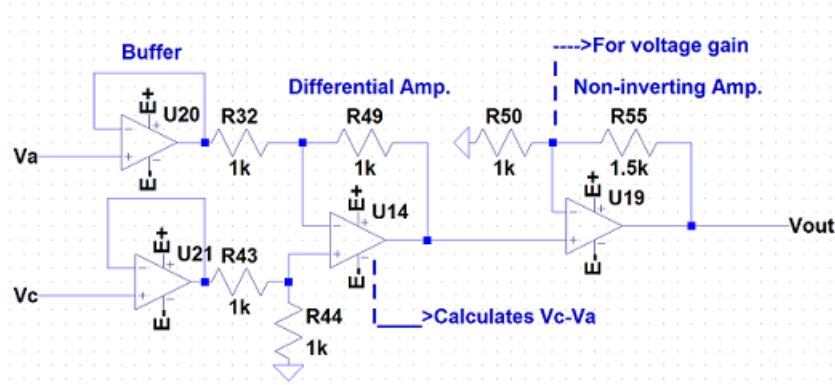 ---->For voltage gain
Buffer
Differential Amp.
Non-inverting Amp.
E+
U20
R32
R49
R50
R55
Va
1k
1k
1k
1.5k
E-
E+
U14
E+
U19
E+
U21
R43
Vout
E-
E-
Vc
1k
R44
>Calculates Vc-Va
E-
1k